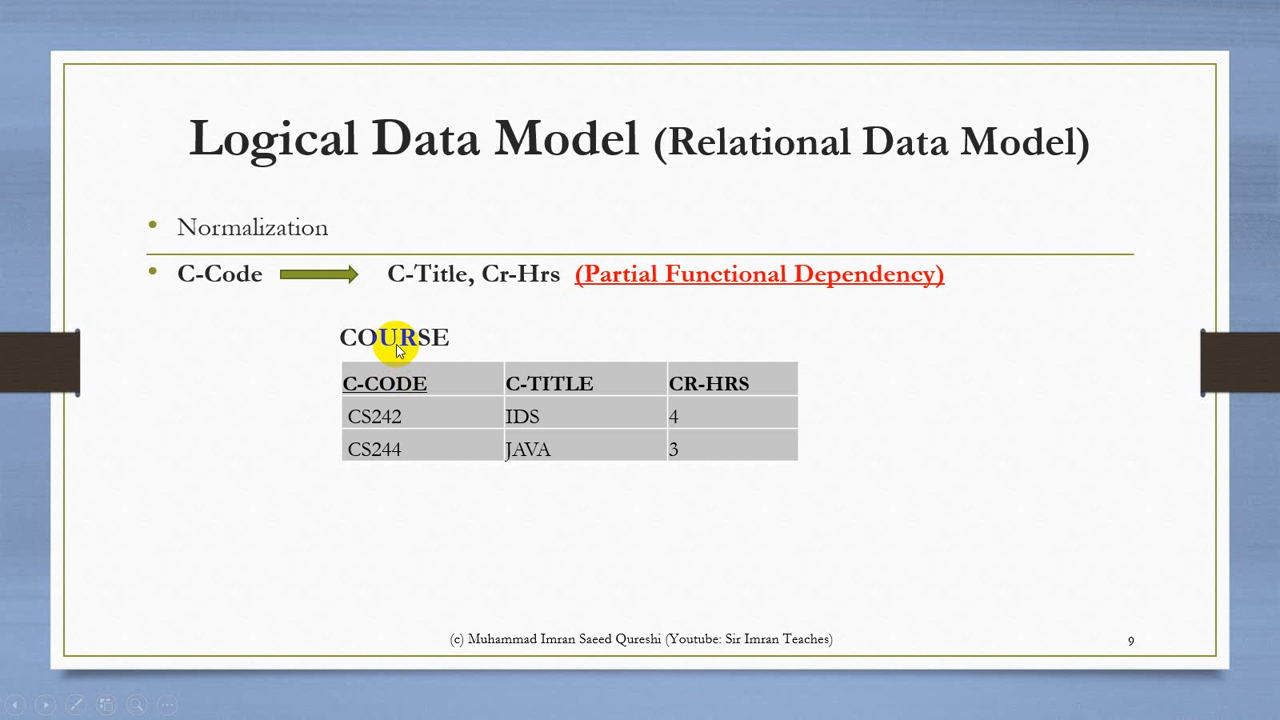 Logical Data Model (Relational Data Model)
• Normalization
• C-Code C-Title, Cr-Hrs (Partial Functional Dependency)
COURSE
C-CODE C-TITLE CR-HRS
CS242 IDS 4
CS244 JAVA 3
(c) Muhammad Imran Saeed Qureshi (Youtube: Sir Imran Teaches) 9